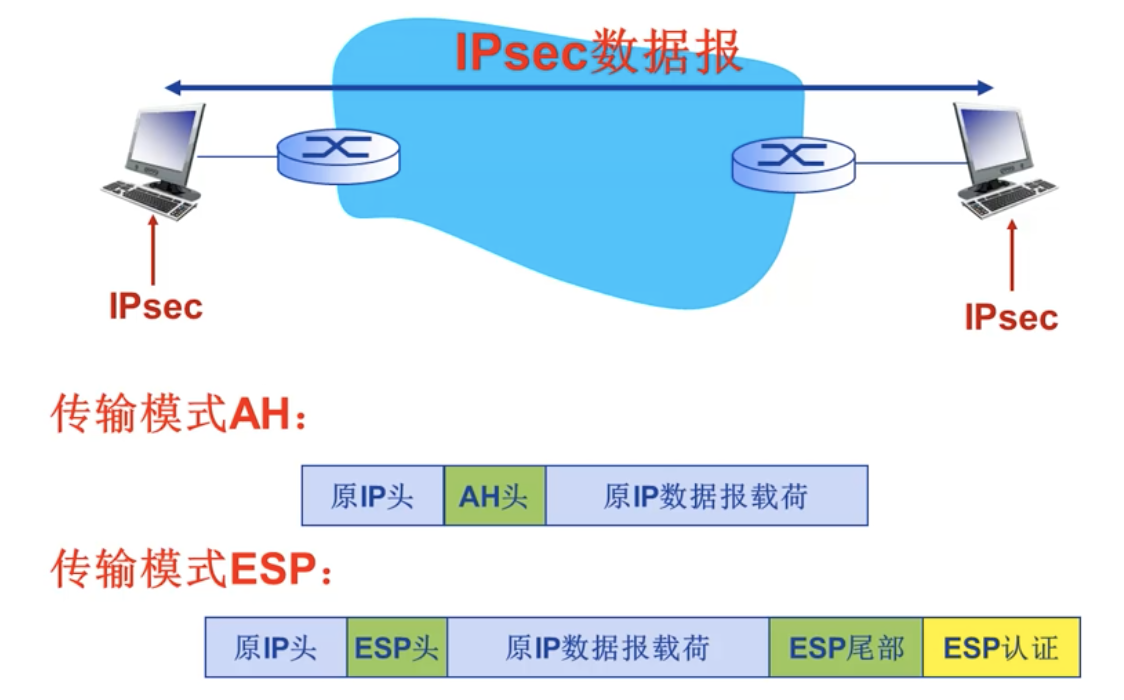 IPsec数据报
IPsec
IPsec
传输模式AH：
原IP头 AH头 原IP数据报载荷
传输模式ESP：
原IP头 ESP头 原IP数据报载荷 ESP尾部 ESP认证